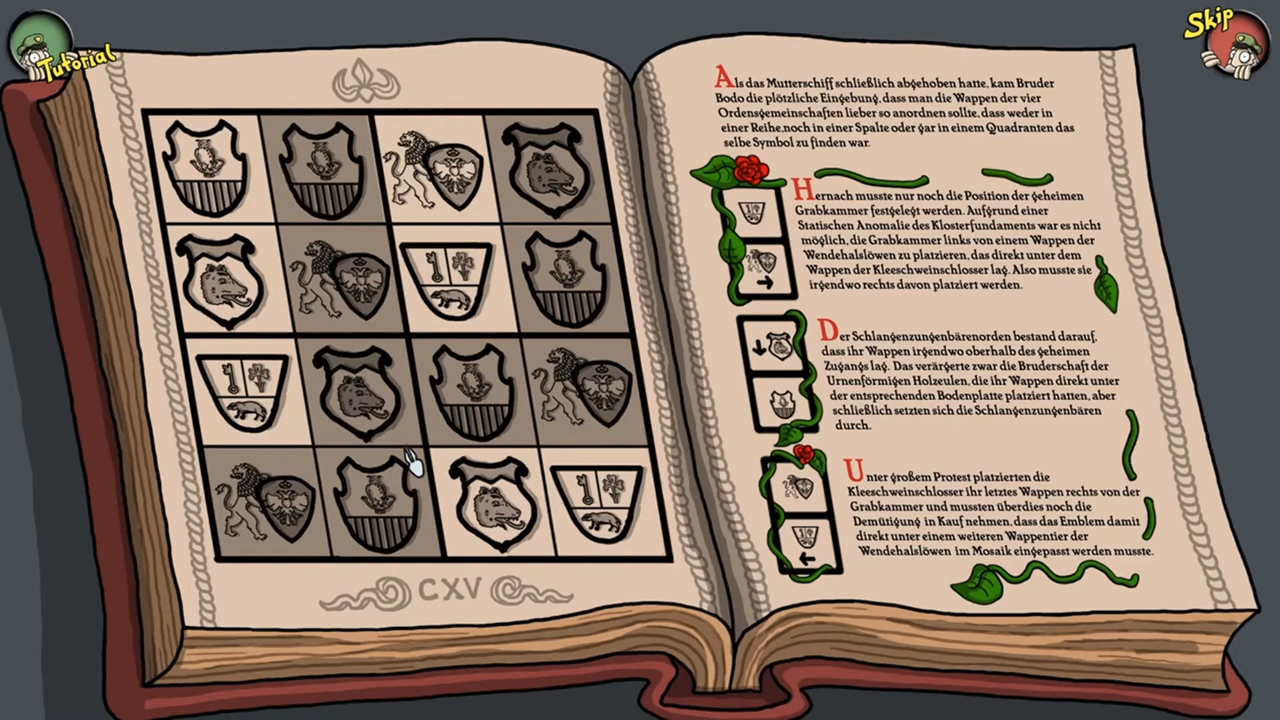 Tutorial
Skip
Als das Mutterschiff schließlich abgehoben hatte, kam Bruder
Bodo die plötzliche Eingebung, dass man die Wappen der vier
Ordensgemeinschaften lieber so anordnen sollte, dass weder in
einer Reihe,noch in einer Spalte oder gar in einem Quadranten das
selbe Symbol zu finden war.
Hernach musste nur noch die Position der geheimen
Grabkammer festgelegt werden. Aufgrund einer
Statischen Anomalie des Klosterfundaments war es nicht
möglich, die Grabkammer links von einem Wappen der
Wendehalslöwen zu platzieren, das direkt unter dem
Wappen der Kleeschweinschlosser lag. Also musste sie
irgendwo rechts davon platziert werden.
Der Schlangenzungenbärenorden bestand darauf,
dass ihr Wappen irgendwo oberhalb des geheimen
Zugangs lag. Das verärgerte zwar die Bruderschaft der
Urnenförmigen Holzeulen, die ihr Wappen direkt unter
der entsprechenden Bodenplatte platziert hatten, aber
schließlich setzten sich die Schlangenzungenbären
durch.
Unter großem Protest platzierten die
Kleeschweinschlosser ihr letztes Wappen rechts von der
Grabkammer und mussten überdies noch die
Demütigung in Kauf nehmen, dass das Emblem damit
direkt unter einem weiteren Wappentier der
Wendehalslöwen im Mosaik eingepasst werden musste.
CXV